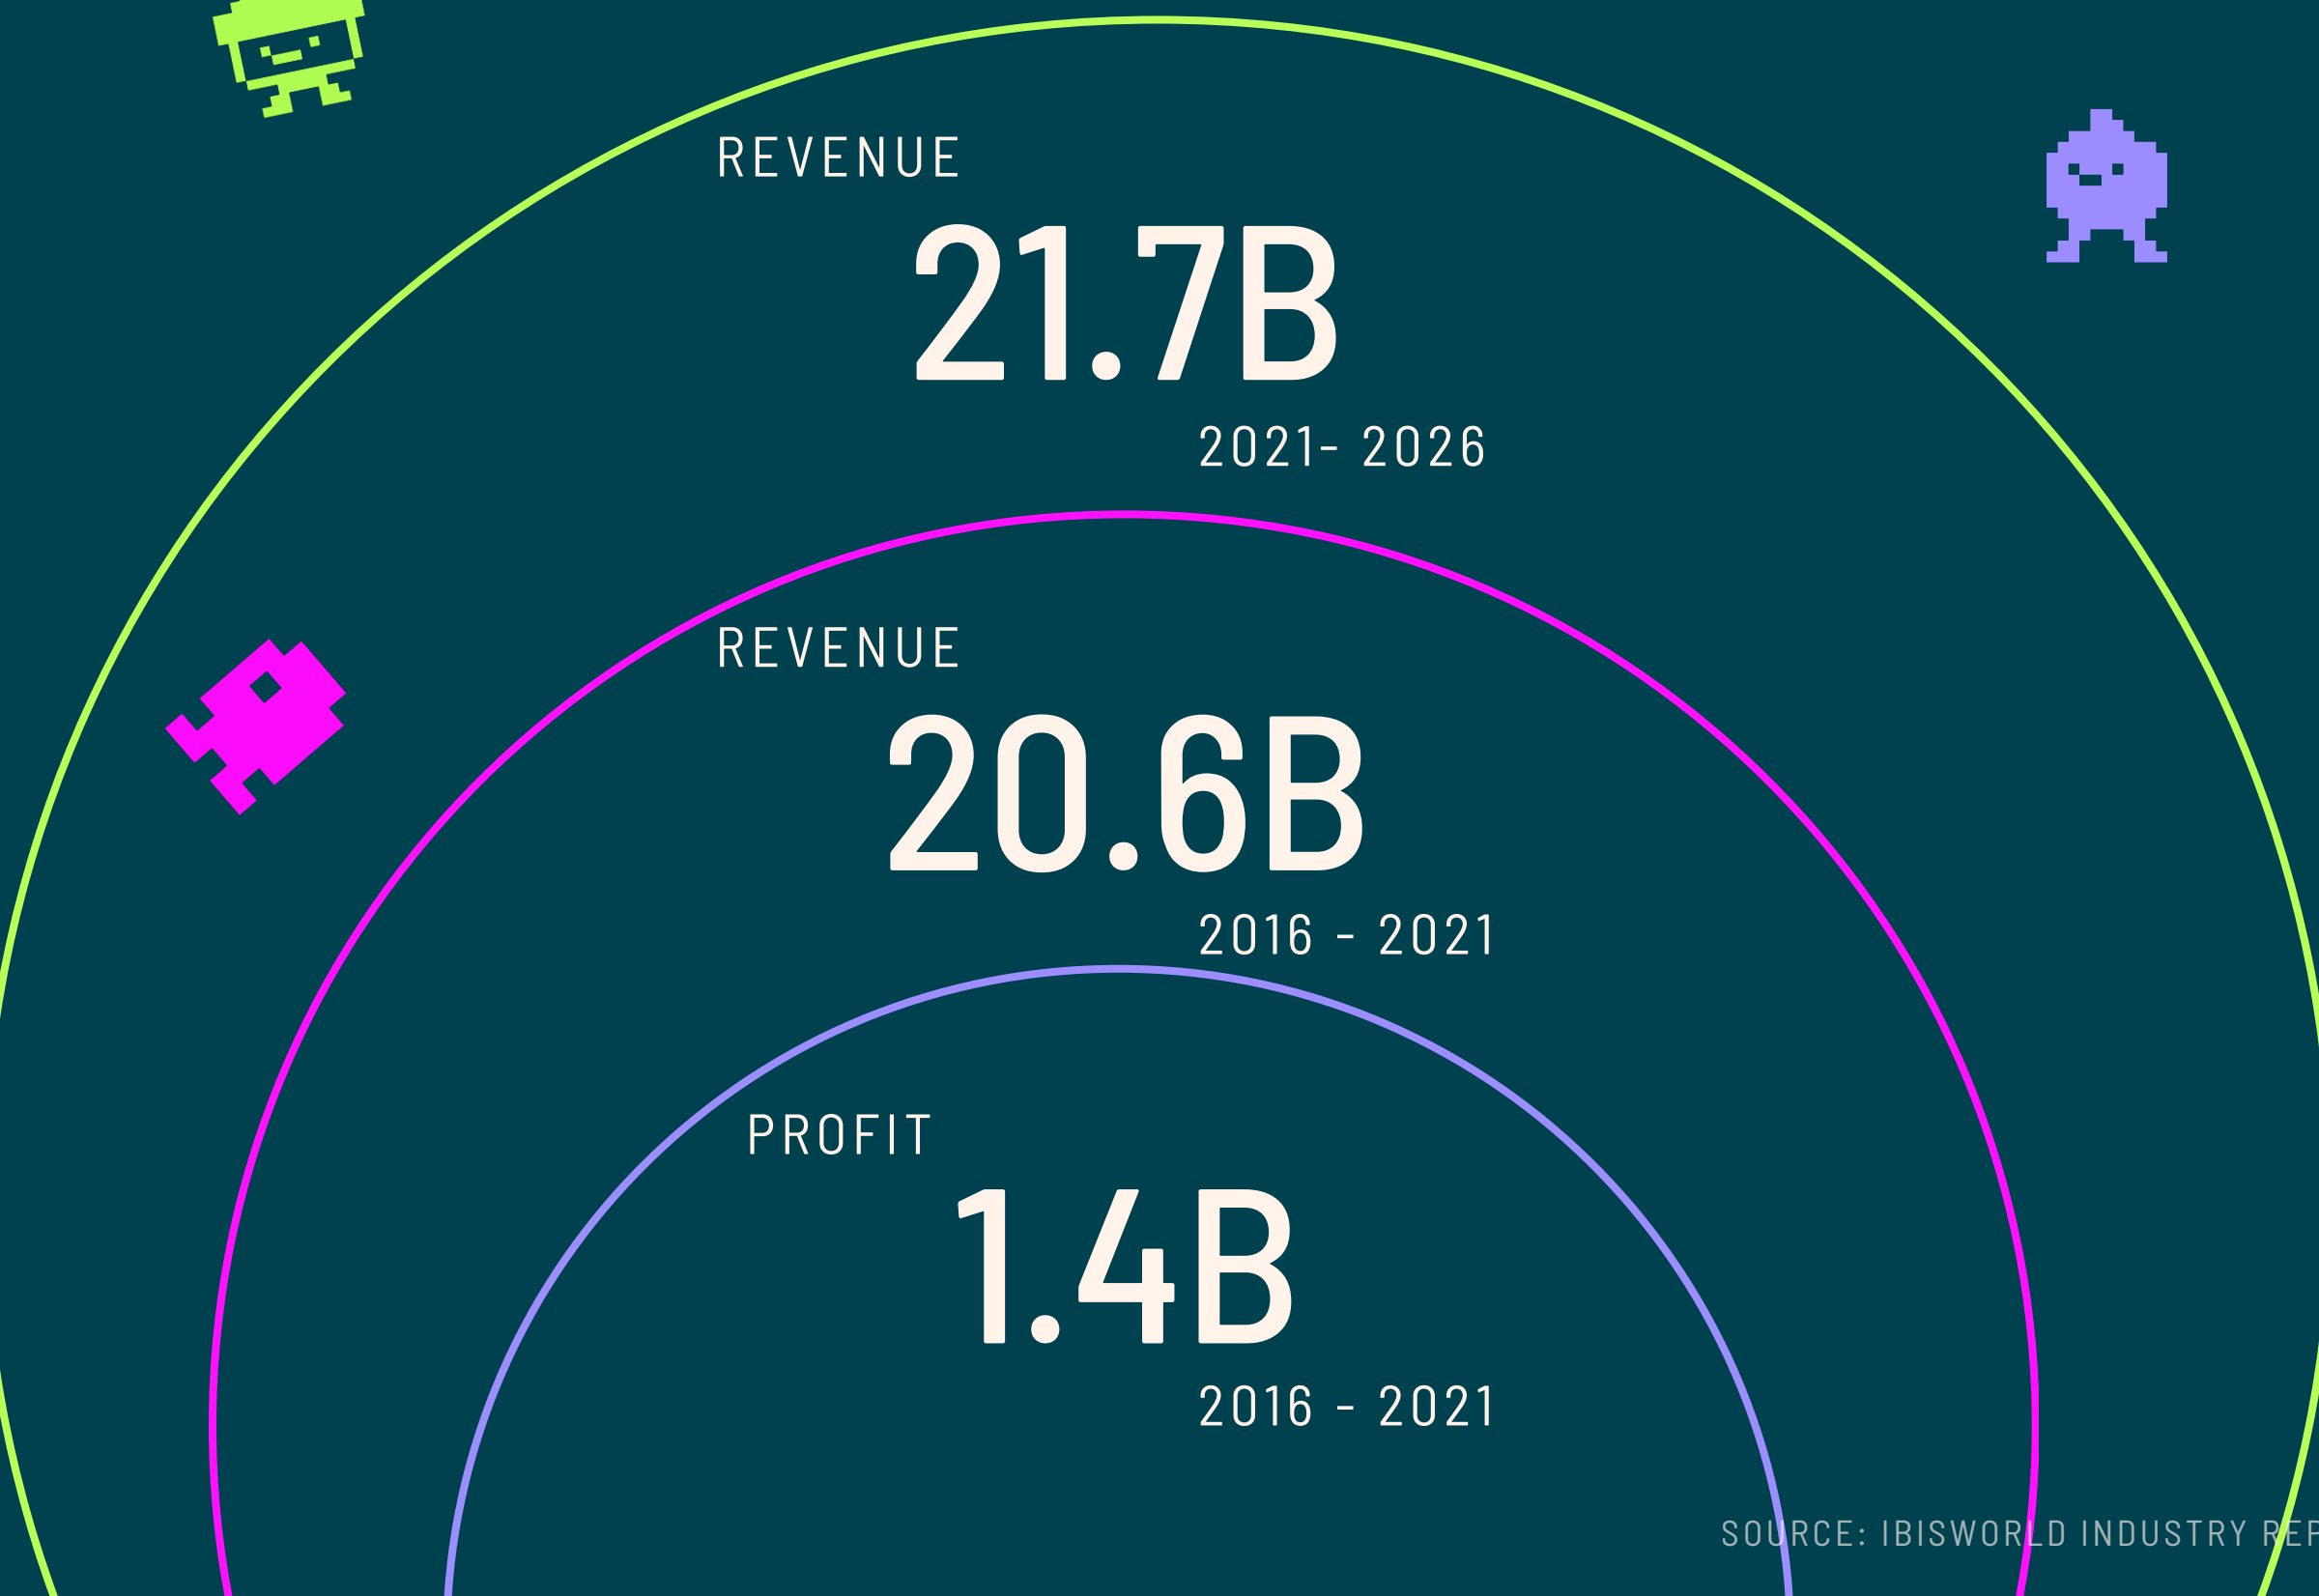 REVENUE
21.7B
2021- 2026
REVENUE
20.6B
2016 - 2021
PROFIT
1.4B
2016 - 2021
SOURCE: IBISWORLD INDUSTRY